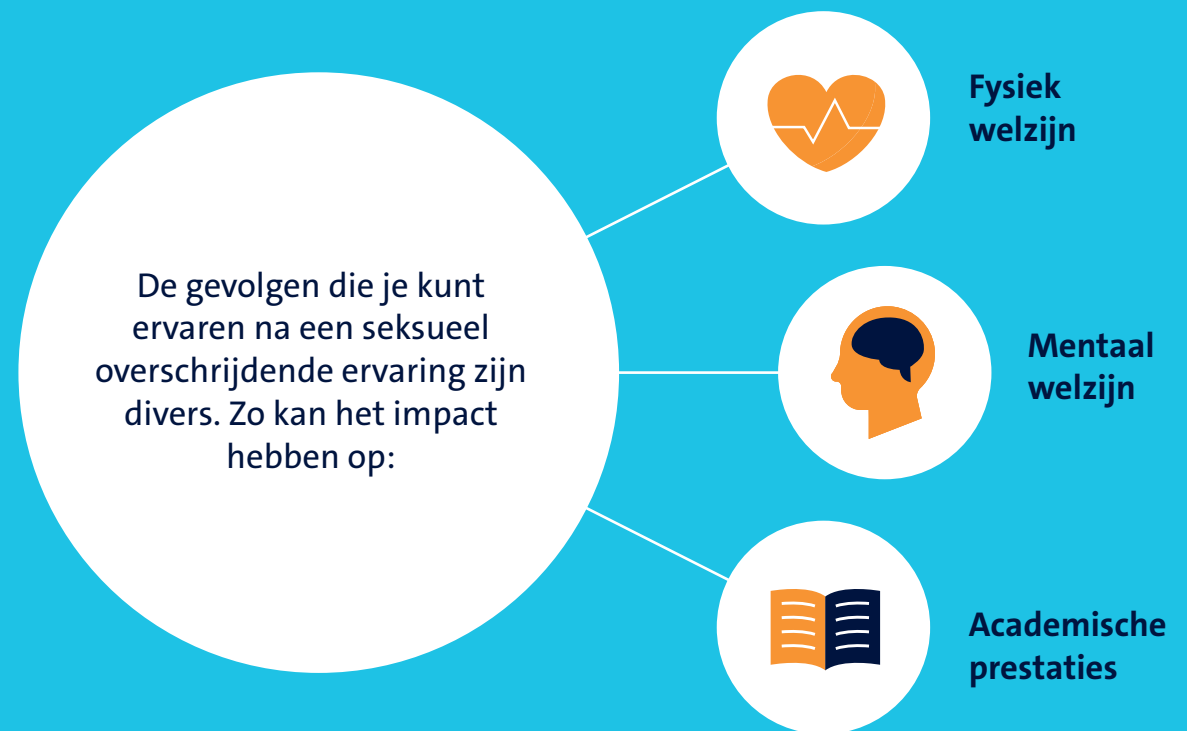 De gevolgen die je kunt
ervaren na een seksueel
overschrijdende ervaring zijn
divers. Zo kan het impact
hebben op:
Fysiek
welzijn
Mentaal
welzijn
Academische
prestaties